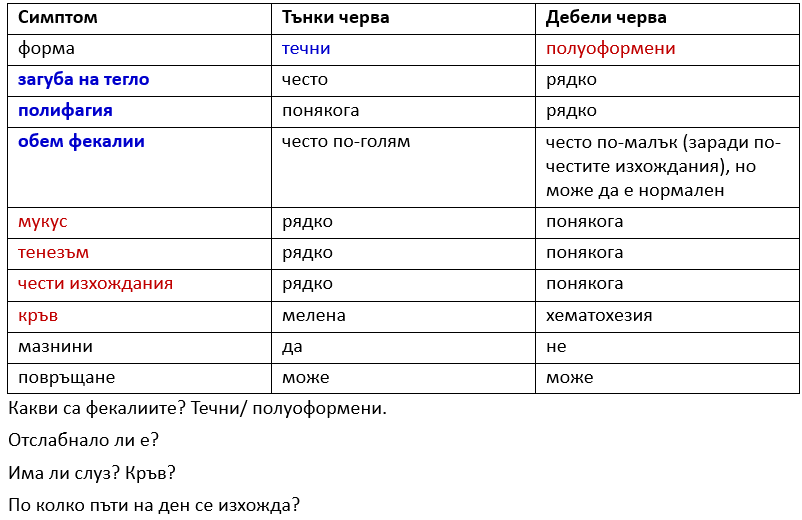 Симптом Тънки черва Дебели черва
форма течни полуоформени
загуба на тегло често рядко
полифагия понякога рядко
обем фекалии често по-голям често по-малък (заради по-
честите изхождания), но
може да е нормален
мукус рядко понякога
тенезъм рядко понякога
чести изхождания рядко понякога
кръв мелена хематохезия
мазнини да не
повръщане може може
Какви са фекалиите? Течни/ полуоформени.
Отслабнало ли е?
Има ли слуз? Кръв?
По колко пъти на ден се изхожда?